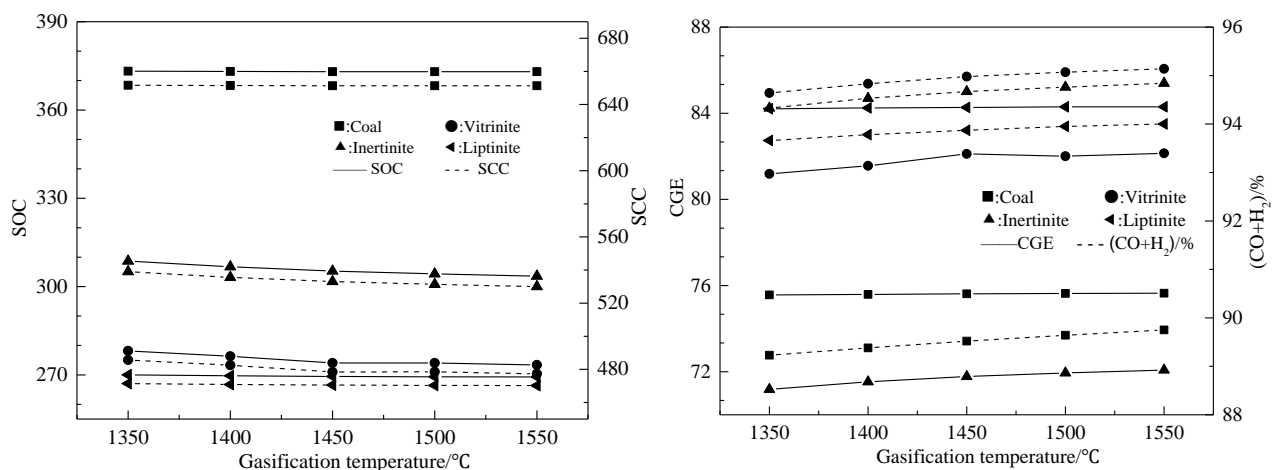 390
360
330
300
270
SOC
680
640
600
560
520
480
SCC
■:Coal ●:Vitrinite
▲:Inertinite ◄:Liptinite
SOC SCC
1350 1400 1450 1500 1550
Gasification temperature/℃
88
84
80
76
72
CGE
96
94
92
90
88
(CO+H₂)/%
■:Coal ●:Vitrinite
▲:Inertinite ◄:Liptinite
CGE (CO+H₂)/%
1350 1400 1450 1500 1550
Gasification temperature/℃